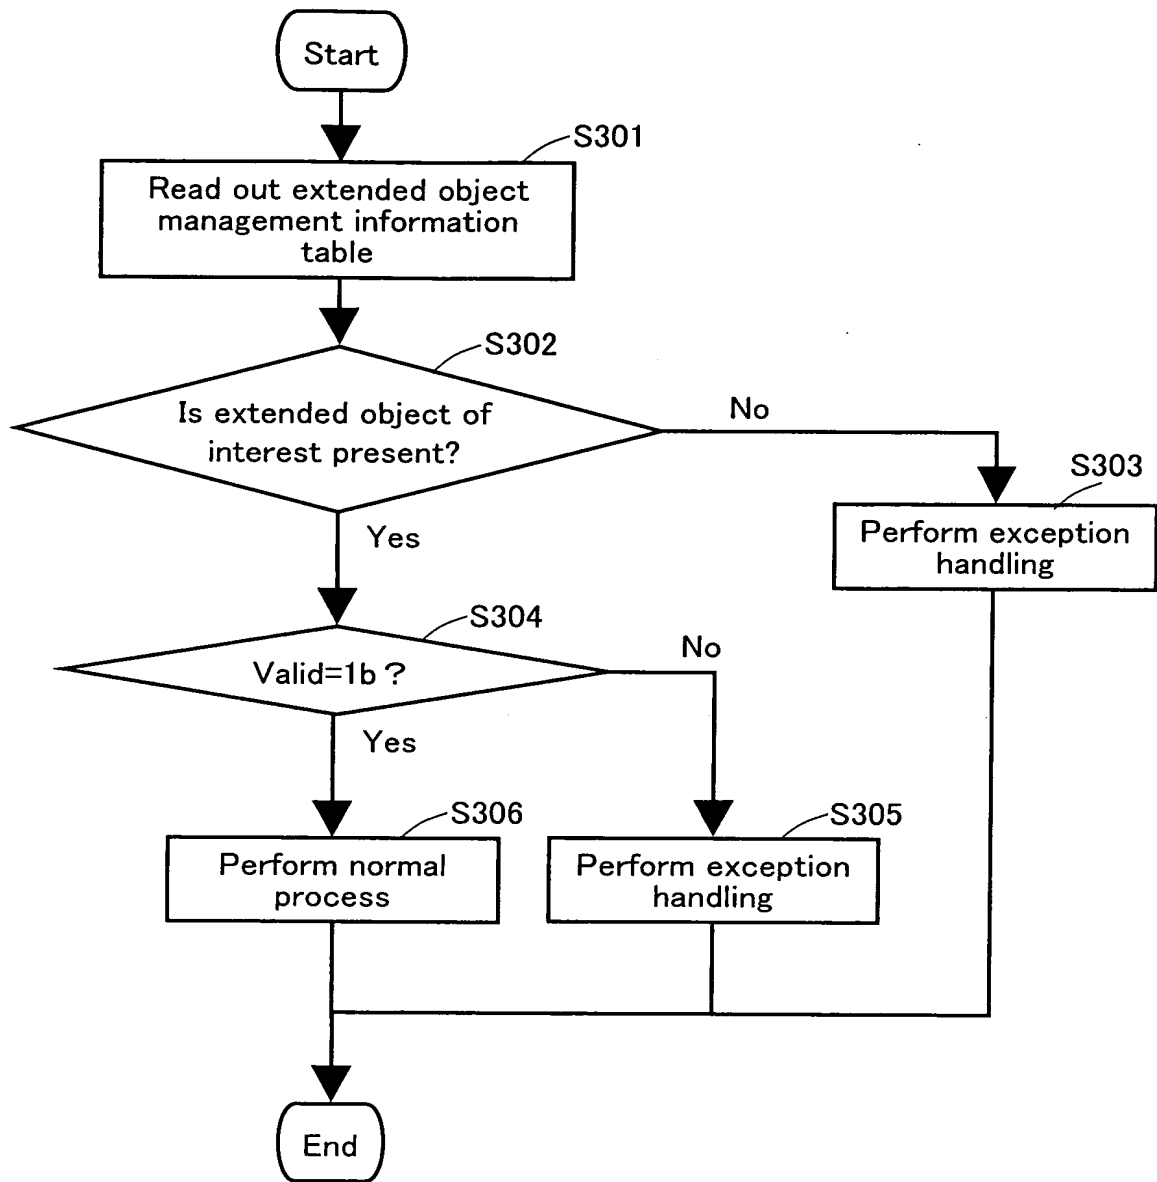 Start
S301
Read out extended object
management information
table
S302
Is extended object of
interest present?
No
S303
Perform exception
handling
Yes
S304
Valid=1b ?
No
Yes
S306
Perform normal
process
S305
Perform exception
handling
End